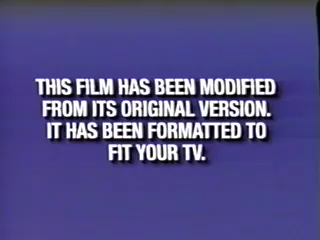 THIS FILM HAS BEEN MODIFIED
FROM ITS ORIGINAL VERSION.
IT HAS BEEN FORMATTED TO
FIT YOUR TV.